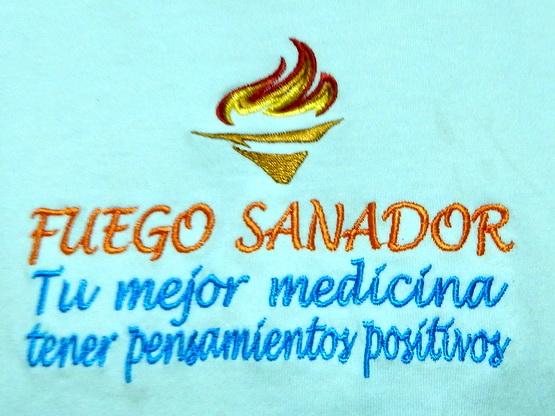 FUEGO SANADOR
Tu mejor medicina
tener pensamientos positivos